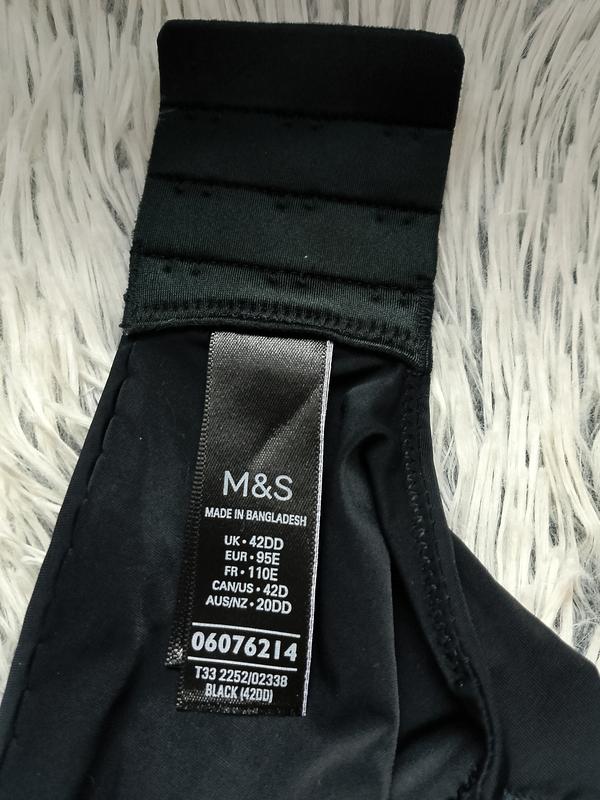 M&S
MADE IN BANGLADESH
UK • 42DD
EUR • 95E
FR • 110E
CAN/US • 42D
AUS/NZ • 20DD
06076214
T33 2252/02338
BLACK (42DD)